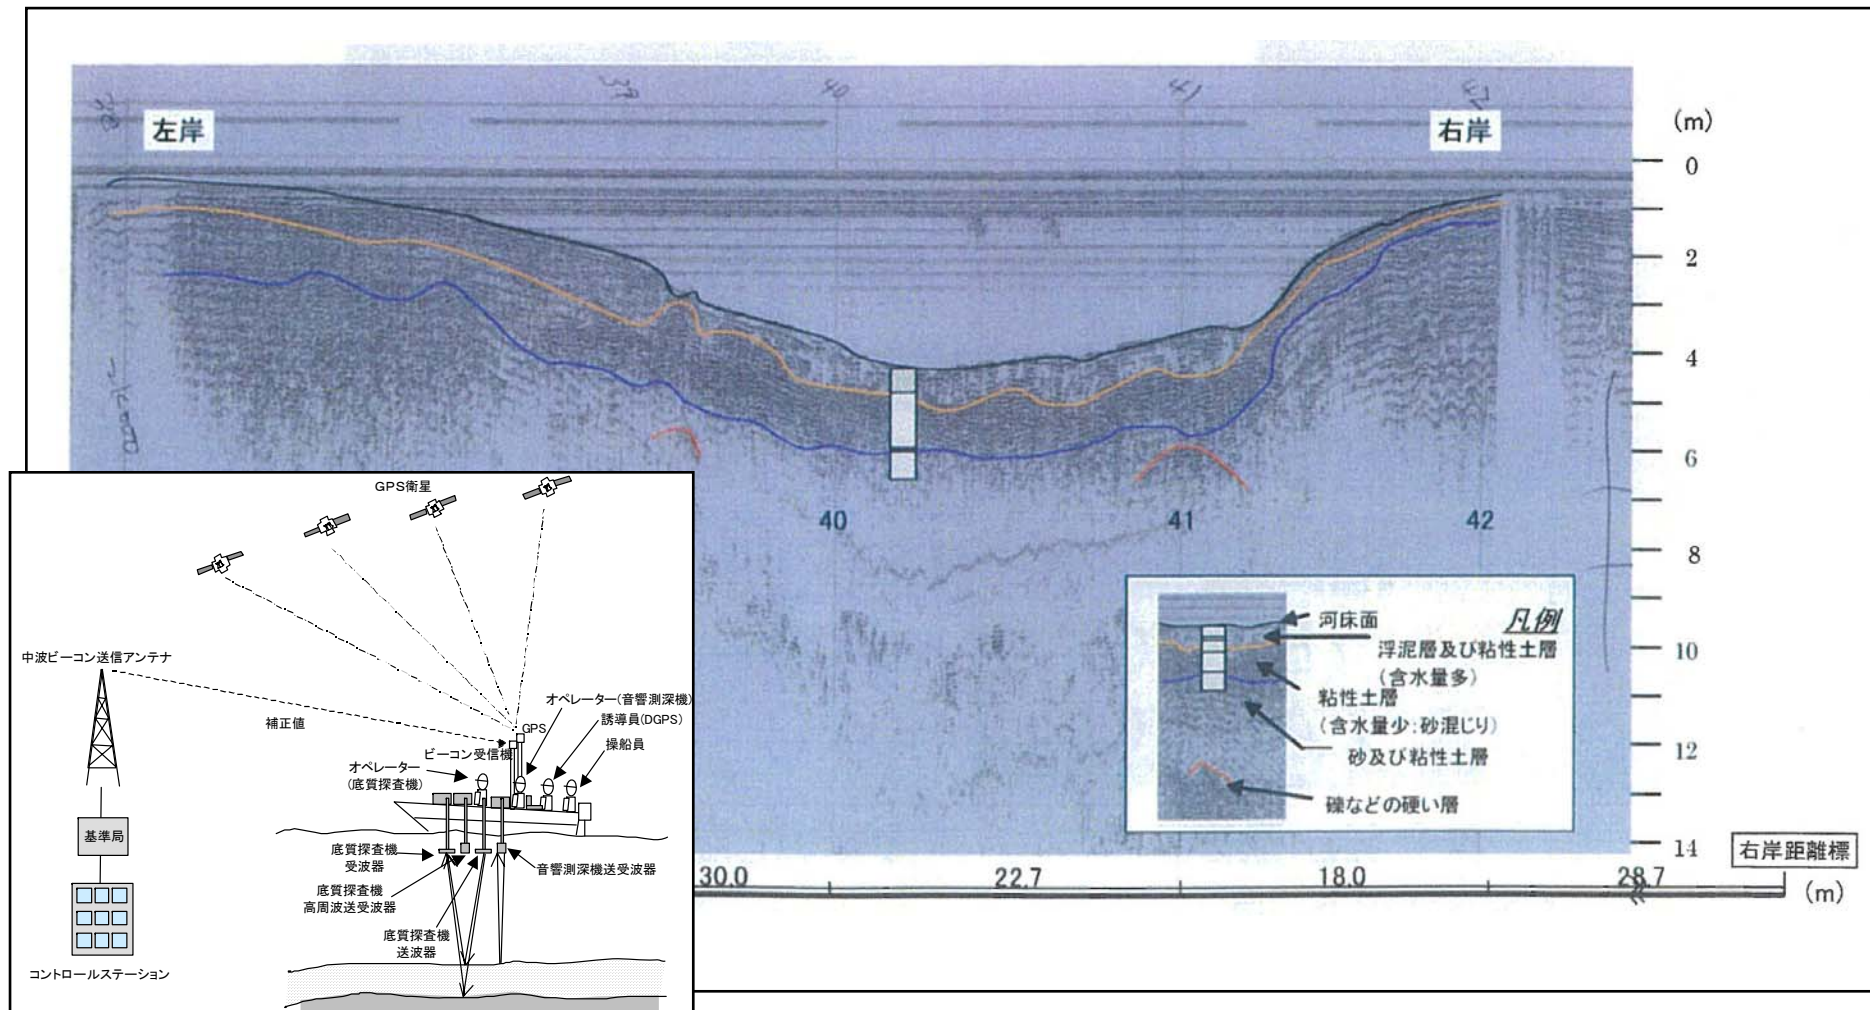 39
40
41
42
左岸
右岸
(m)
0
2
4
6
8
10
12
14
40
41
42
凡例
河床面
浮泥層及び粘性土層
(含水量多)
粘性土層
(含水量少:砂混じり)
砂及び粘性土層
礫などの硬い層
右岸距離標
30.0
22.7
18.0
28.7
(m)
GPS衛星
中波ビーコン送信アンテナ
補正値
オペレーター(音響測深機)
誘導員(DGPS)
GPS
操船員
ビーコン受信機
オペレーター
(底質探査機)
基準局
底質探査機
受波器
音響測深機送受波器
底質探査機
高周波送受波器
底質探査機
送波器
コントロールステーション